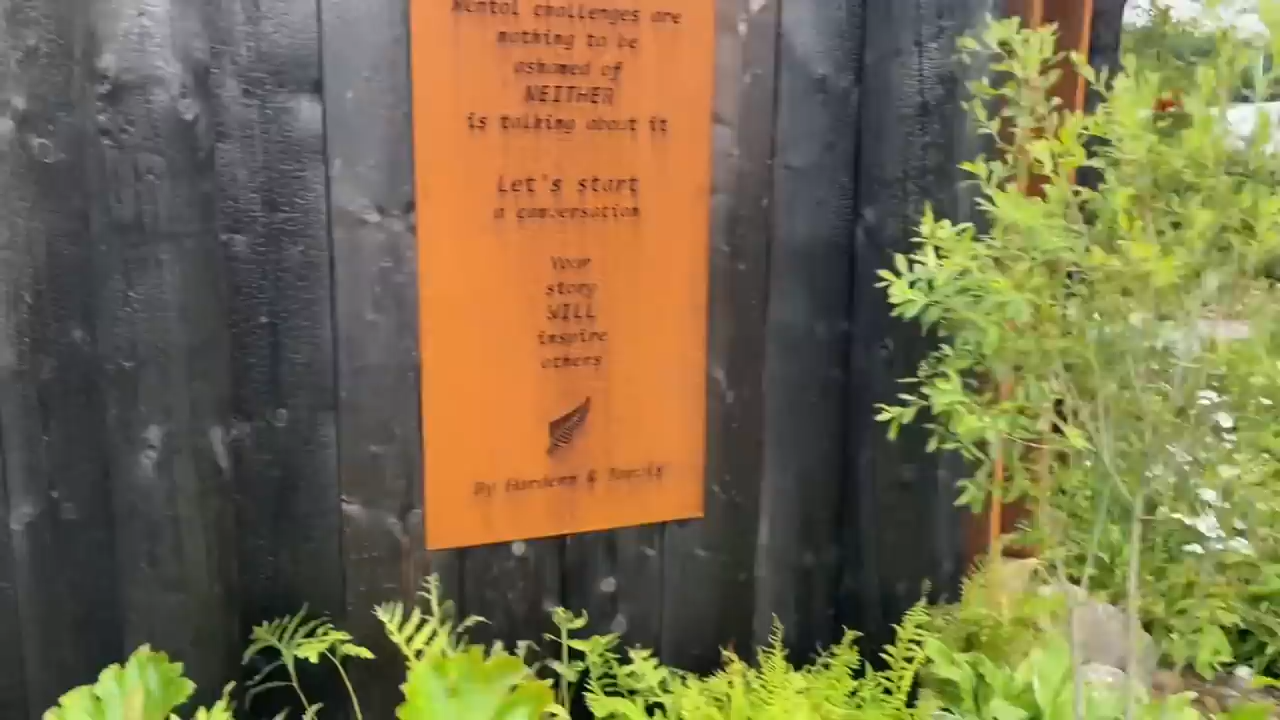 Mental challenges are
nothing to be
ashamed of
NEITHER
is talking about it
Let's start
a conversation
Your
story
WILL
inspire
others
By &